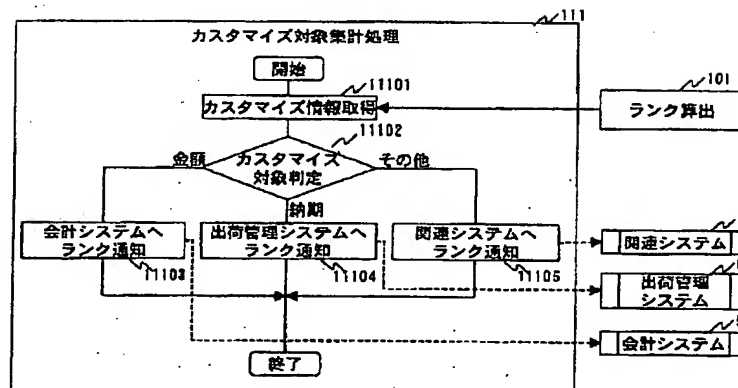 111
カスタマイズ対象集計処理
開始
11101
カスタマイズ情報取得
101
ランク算出
11102
カスタマイズ
対象判定
金額
その他
納期
会計システムへ
ランク通知
11103
出荷管理システムへ
ランク通知
11104
関連システムへ
ランク通知
11105
関連システム
出荷管理
システム
会計システム
終了